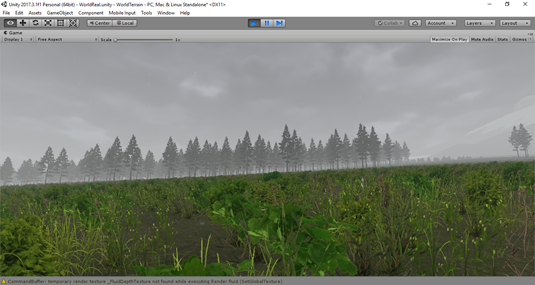 Unity 2017.3.1f1 Personal (64bit) - WorldReal.unity - WorldTerrain - PC, Mac & Linux Standalone* <DX11>
File Edit Assets GameObject Component Mobile Input Tools Window Help
Center Local Collab Account Layers Layout
Game
Display 1 Free Aspect Scale 1x Maximize On Play Mute Audio Stats Gizmos
CommandBuffer: temporary render texture _FluidDepthTexture not found while executing Render fluid (SetGlobalTexture)